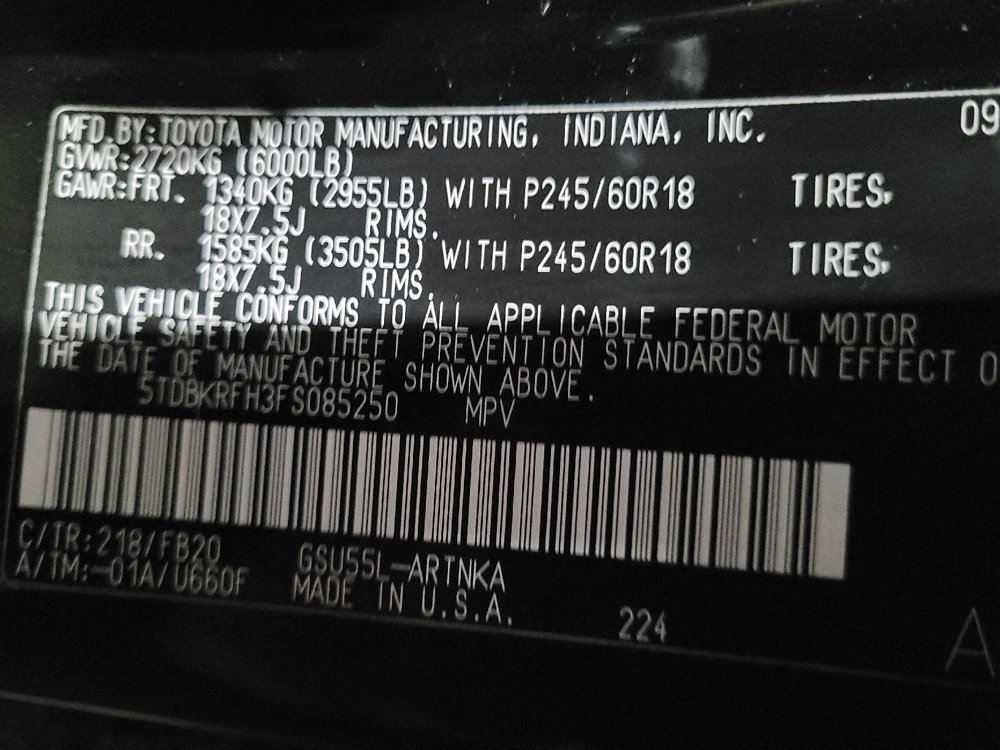 MFD.BY:TOYOTA MOTOR MANUFACTURING, INDIANA, INC. 09
GVWR:2720KG (6000LB)
GAWR:FRT. 1340KG (2955LB) WITH P245/60R18 TIRES,
18X7.5J RIMS.
RR. 1585KG (3505LB) WITH P245/60R18 TIRES,
18X7.5J RIMS.
THIS VEHICLE CONFORMS TO ALL APPLICABLE FEDERAL MOTOR
VEHICLE SAFETY AND THEFT PREVENTION STANDARDS IN EFFECT O
THE DATE OF MANUFACTURE SHOWN ABOVE.
5TDBKRFH3FS085250 MPV
C/TR:218/FB20 GSU55L-ARTNKA
A/TM:-01A/U660F MADE IN U.S.A. 224
A